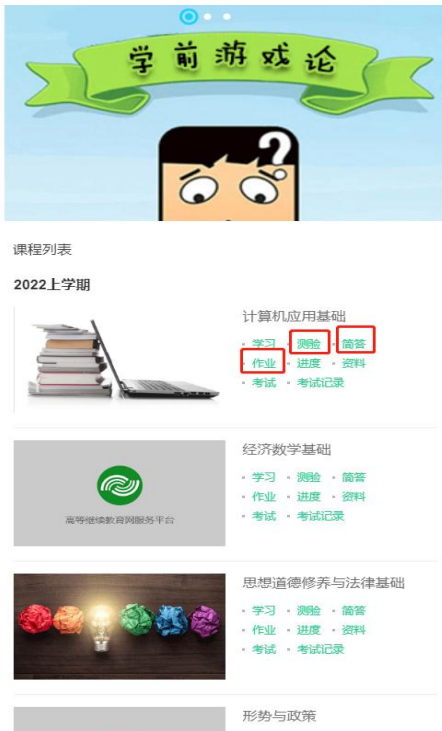 学前游戏论
?
课程列表
2022上学期
计算机应用基础
· 学习 · 测验 · 简答
· 作业 · 进度 · 资料
· 考试 · 考试记录
高等继续教育网服务平台
经济数学基础
· 学习 · 测验 · 简答
· 作业 · 进度 · 资料
· 考试 · 考试记录
思想道德修养与法律基础
· 学习 · 测验 · 简答
· 作业 · 进度 · 资料
· 考试 · 考试记录
形势与政策